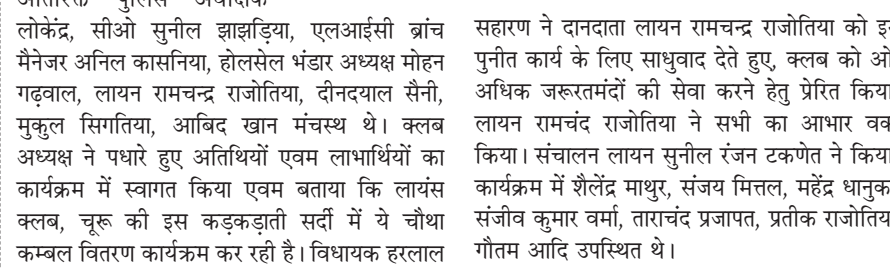 लोकेंद्र, सीओ सुनील झाझड़िया, एलआईसी ब्रांच
मैनेजर अनिल कासनिया, होलसेल भंडार अध्यक्ष मोहन
गढ़वाल, लायन रामचन्द्र राजोतिया, दीनदयाल सैनी,
मुकुल सिगतिया, आबिद खान मंचस्थ थे। क्लब
अध्यक्ष ने पधारे हुए अतिथियों एवम लाभार्थियों का
कार्यक्रम में स्वागत किया एवम बताया कि लायंस
क्लब, चूरू की इस कड़कड़ाती सर्दी में ये चौथा
कम्बल वितरण कार्यक्रम कर रही है। विधायक हरलाल
सहारण ने दानदाता लायन रामचन्द्र राजोतिया को
पुनीत कार्य के लिए साधुवाद देते हुए, क्लब को
अधिक जरूरतमंदों की सेवा करने हेतु प्रेरित किया
लायन रामचंद राजोतिया ने सभी का आभार
किया। संचालन लायन सुनील रंजन टकणेत ने किया
कार्यक्रम में शैलेंद्र माथुर, संजय मित्तल, महेंद्र धानुक
संजीव कुमार वर्मा, ताराचंद प्रजापत, प्रतीक राजोतिय
गौतम आदि उपस्थित थे।